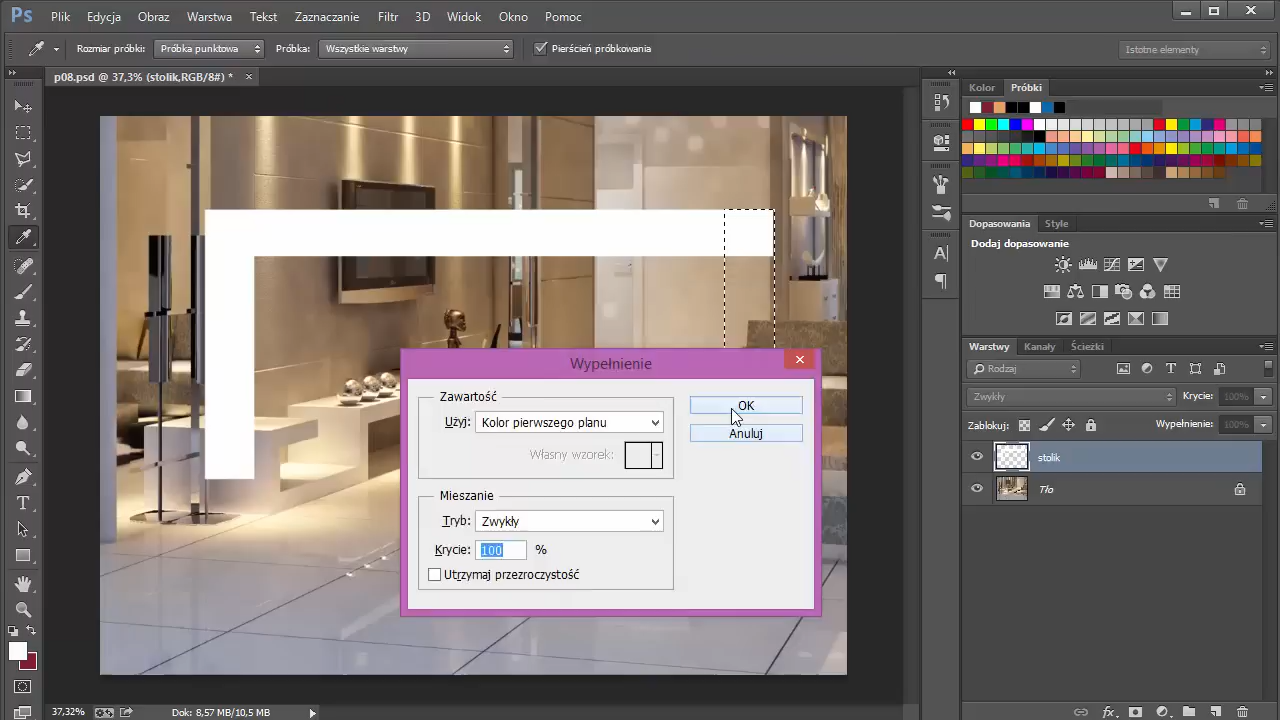 Ps Plik Edycja Obraz Warstwa Tekst Zaznaczanie Filtr 3D Widok Okno Pomoc
Rozmiar próbki: Próbka punktowa Próbka: Wszystkie warstwy Pierścień próbkowania Istotne elementy
p08.psd @ 37,3% (stolik,RGB/8#) * ×
Kolor Próbki
Dopasowania Style
Dodaj dopasowanie
Warstwy Kanały Ścieżki
Rodzaj
Zwykły Krycie: 100%
Zablokuj: Wypełnienie: 100%
stolik
Tło
Wypełnienie
Zawartość
Użyj: Kolor pierwszego planu
Własny wzorek:
OK
Anuluj
Mieszanie
Tryb: Zwykły
Krycie: 100 %
Utrzymaj przezroczystość
37,32% Dok: 8,57 MB/10,5 MB
fx